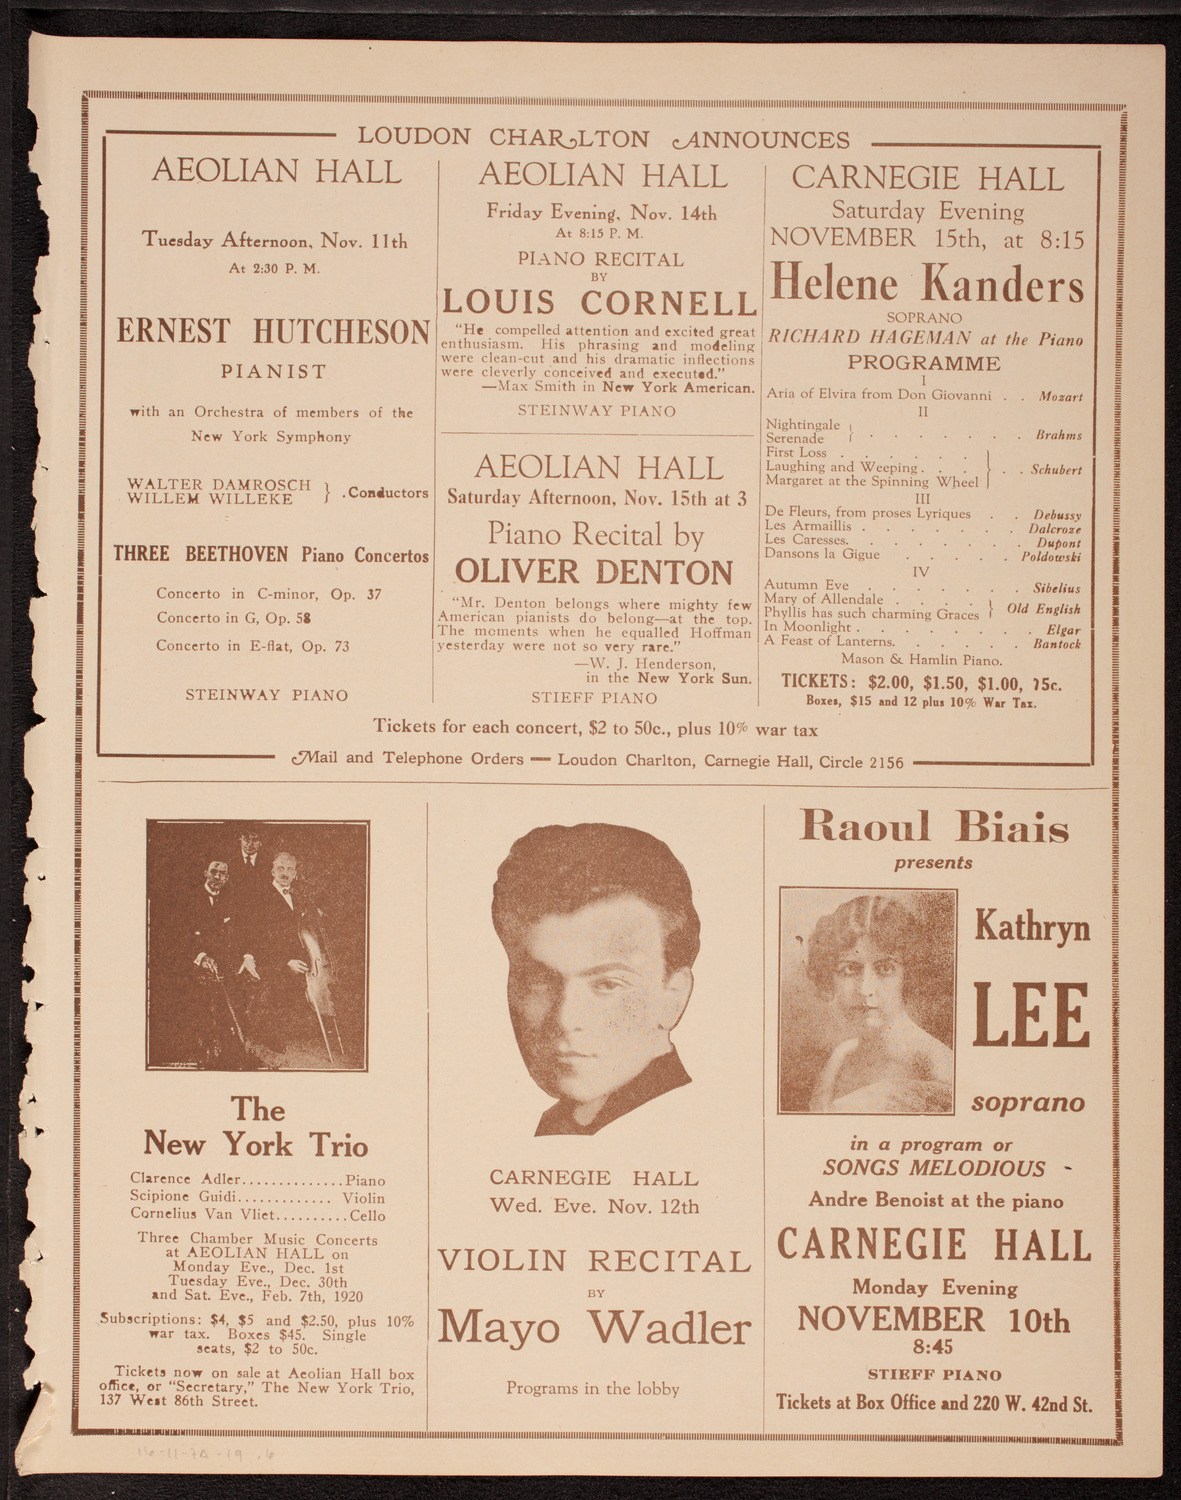 LOUDON CHARLTON ANNOUNCES
AEOLIAN HALL
Tuesday Afternoon, Nov. 11th
At 2:30 P. M.
ERNEST HUTCHESON
PIANIST
with an Orchestra of members of the
New York Symphony
WALTER DAMROSCH
WILLEM WILLEKE } . Conductors
THREE BEETHOVEN Piano Concertos
Concerto in C-minor, Op. 37
Concerto in G, Op. 58
Concerto in E-flat, Op. 73
STEINWAY PIANO
AEOLIAN HALL
Friday Evening, Nov. 14th
At 8:15 P. M.
PIANO RECITAL
BY
LOUIS CORNELL
"He compelled attention and excited great
enthusiasm. His phrasing and modeling
were clean-cut and his dramatic inflections
were cleverly conceived and executed."
—Max Smith in New York American.
STEINWAY PIANO
AEOLIAN HALL
Saturday Afternoon, Nov. 15th at 3
Piano Recital by
OLIVER DENTON
"Mr. Denton belongs where mighty few
American pianists do belong—at the top.
The moments when he equalled Hoffman
yesterday were not so very rare."
—W. J. Henderson,
in the New York Sun.
STIEFF PIANO
CARNEGIE HALL
Saturday Evening
NOVEMBER 15th, at 8:15
Helene Kanders
SOPRANO
RICHARD HAGEMAN at the Piano
PROGRAMME
I
Aria of Elvira from Don Giovanni . . Mozart
II
Nightingale
Serenade } . . . . . . . Brahms
First Loss . . . . . .
Laughing and Weeping . . . } . . Schubert
Margaret at the Spinning Wheel
III
De Fleurs, from proses Lyriques . . Debussy
Les Armaillis . . . . . . . Dalcroze
Les Caresses. . . . . . . . Dupont
Dansons la Gigue . . . . . Poldowski
IV
Autumn Eve . . . . . . . Sibelius
Mary of Allendale . . . . .
Phyllis has such charming Graces } Old English
In Moonlight . . . . . . . . Elgar
A Feast of Lanterns. . . . . . Bantock
Mason & Hamlin Piano.
TICKETS: $2.00, $1.50, $1.00, 75c.
Boxes, $15 and 12 plus 10% War Tax.
Tickets for each concert, $2 to 50c., plus 10% war tax
Mail and Telephone Orders — Loudon Charlton, Carnegie Hall, Circle 2156
The
New York Trio
Clarence Adler..............Piano
Scipione Guidi............. Violin
Cornelius Van Vliet..........Cello
Three Chamber Music Concerts
at AEOLIAN HALL on
Monday Eve., Dec. 1st
Tuesday Eve., Dec. 30th
and Sat. Eve., Feb. 7th, 1920
Subscriptions: $4, $5 and $2.50, plus 10%
war tax. Boxes $45. Single
seats, $2 to 50c.
Tickets now on sale at Aeolian Hall box
office, or "Secretary," The New York Trio,
137 West 86th Street.
CARNEGIE HALL
Wed. Eve. Nov. 12th
VIOLIN RECITAL
BY
Mayo Wadler
Programs in the lobby
Raoul Biais
presents
Kathryn
LEE
soprano
in a program or
SONGS MELODIOUS -
Andre Benoist at the piano
CARNEGIE HALL
Monday Evening
NOVEMBER 10th
8:45
STIEFF PIANO
Tickets at Box Office and 220 W. 42nd St.